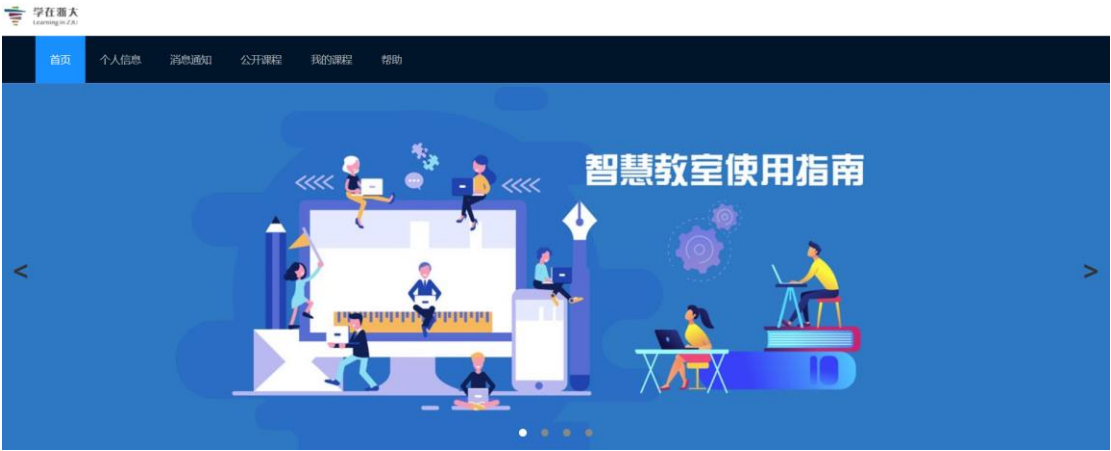 学在浙大
Learning in ZJU
首页 个人信息 消息通知 公开课程 我的课程 帮助
智慧教室使用指南
< >